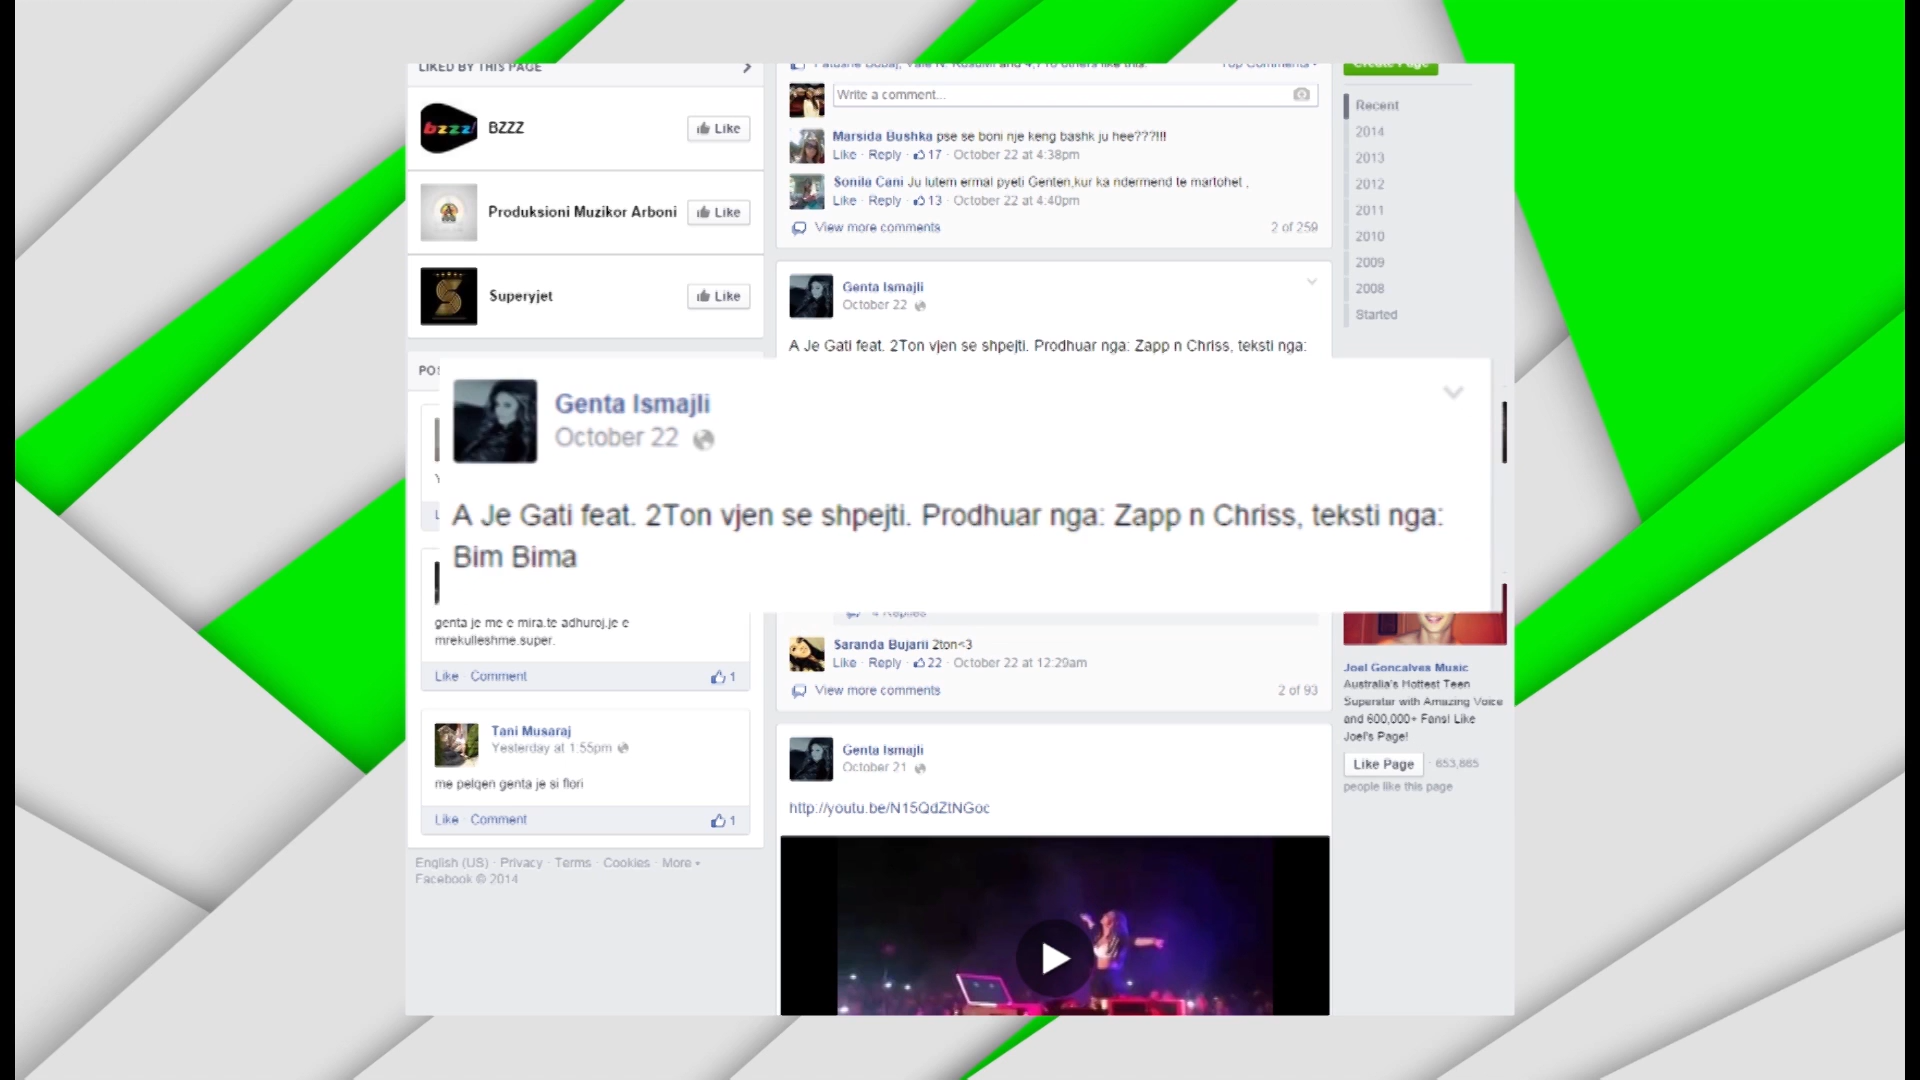 LIKED BY THIS PAGE
bzzz!
BZZZ
Like
Produksioni Muzikor Arboni
Like
Superyjet
Like
genta je me e mira.te adhuroj.je e
mrekulleshme.super.
Like · Comment
1
Tani Musaraj
Yesterday at 1:55pm
me pelqen genta je si flori
Like · Comment
1
English (US) · Privacy · Terms · Cookies · More
Facebook © 2014
Top Comments
Write a comment...
Marsida Bushka pse se boni nje keng bashk ju hee???!!!
Like · Reply · 17 · October 22 at 4:38pm
Sonila Cani Ju lutem ermal pyeti Genten,kur ka ndermend te martohet ,
Like · Reply · 13 · October 22 at 4:40pm
View more comments
2 of 259
Genta Ismajli
October 22
A Je Gati feat. 2Ton vjen se shpejti. Prodhuar nga: Zapp n Chriss, teksti nga:
Genta Ismajli
October 22
A Je Gati feat. 2Ton vjen se shpejti. Prodhuar nga: Zapp n Chriss, teksti nga:
Bim Bima
4 Replies
Saranda Bujarii 2ton<3
Like · Reply · 22 · October 22 at 12:29am
View more comments
2 of 93
Genta Ismajli
October 21
http://youtu.be/N15QdZtNGoc
Create Page
Recent
2014
2013
2012
2011
2010
2009
2008
Started
Joel Goncalves Music
Australia's Hottest Teen
Superstar with Amazing Voice
and 600,000+ Fans! Like
Joel's Page!
Like Page · 653,865
people like this page